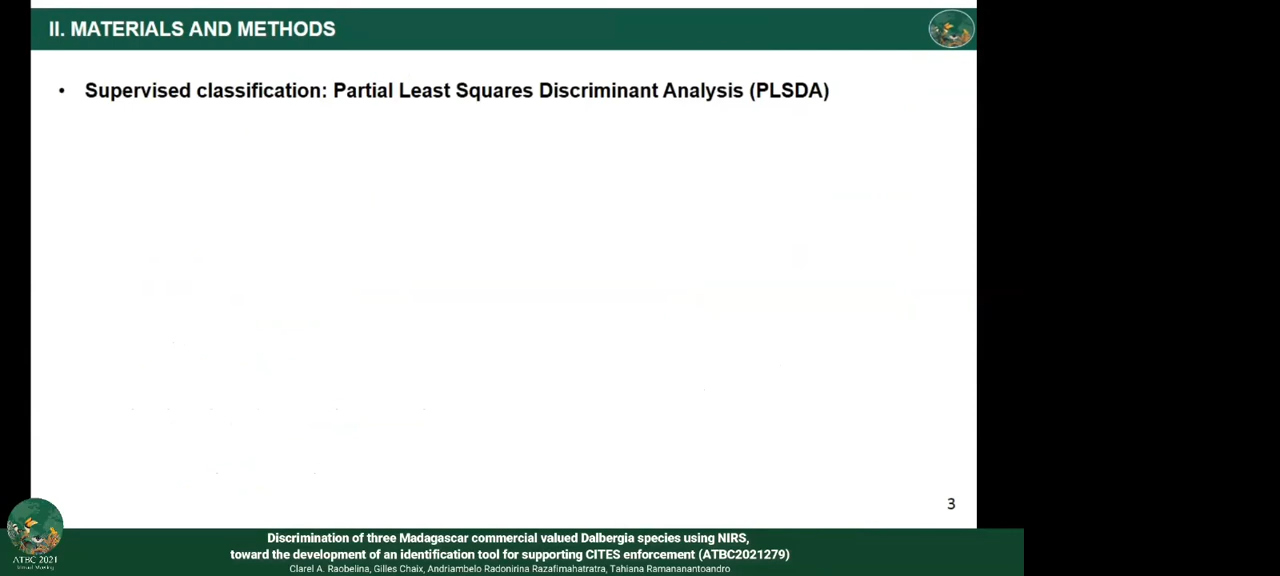 II. MATERIALS AND METHODS
• Supervised classification: Partial Least Squares Discriminant Analysis (PLSDA)
3
ATBC 2021
Discrimination of three Madagascar commercial valued Dalbergia species using NIRS,
toward the development of an identification tool for supporting CITES enforcement (ATBC2021279)
Clarel A. Raobelina, Gilles Chaix, Andriambelo Radonirina Razafimahatratra, Tahiana Ramananantoandro